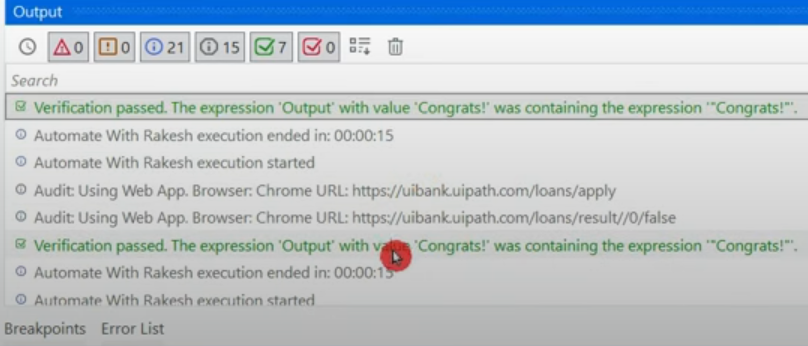 Output
0 0 21 15 7 0
Search
Verification passed. The expression 'Output' with value 'Congrats!' was containing the expression '"Congrats!"'.
Automate With Rakesh execution ended in: 00:00:15
Automate With Rakesh execution started
Audit: Using Web App. Browser: Chrome URL: https://uibank.uipath.com/loans/apply
Audit: Using Web App. Browser: Chrome URL: https://uibank.uipath.com/loans/result//0/false
Verification passed. The expression 'Output' with value 'Congrats!' was containing the expression '"Congrats!"'.
Automate With Rakesh execution ended in: 00:00:15
Automate With Rakesh execution started
Breakpoints Error List